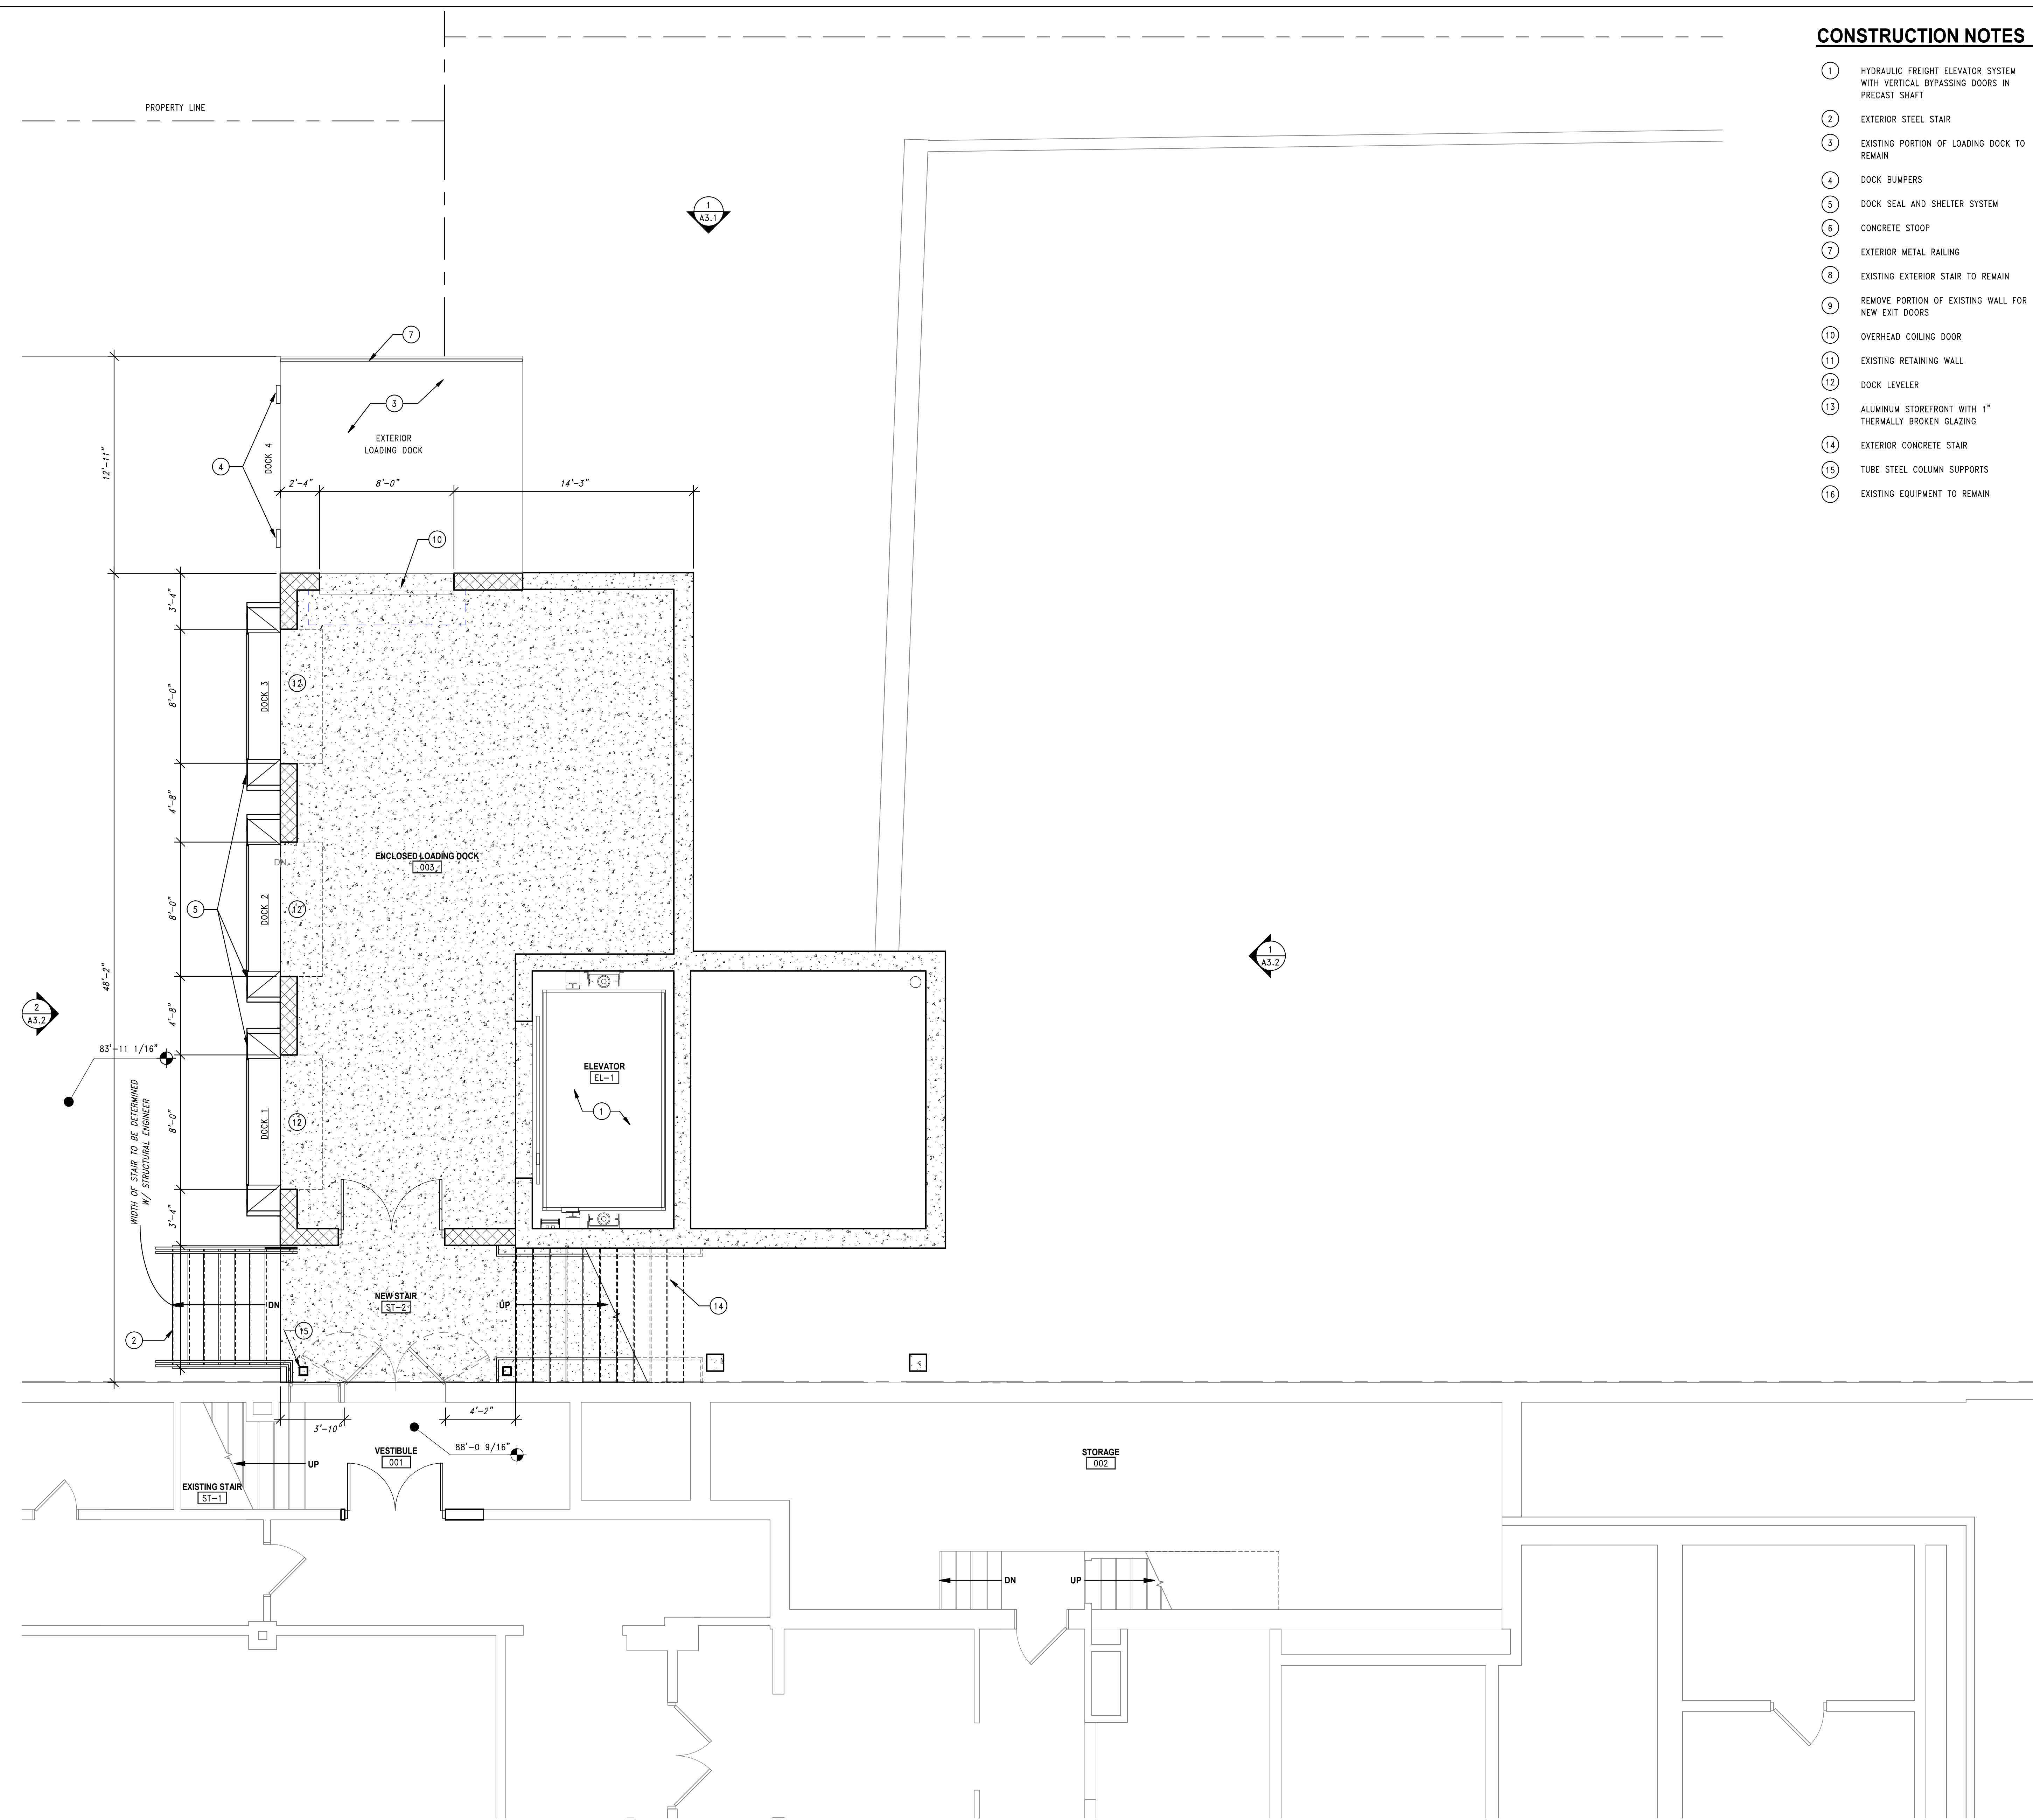 CONSTRUCTION NOTES
1 HYDRAULIC FREIGHT ELEVATOR SYSTEM
WITH VERTICAL BYPASSING DOORS IN
PRECAST SHAFT
2 EXTERIOR STEEL STAIR
3 EXISTING PORTION OF LOADING DOCK TO
REMAIN
4 DOCK BUMPERS
5 DOCK SEAL AND SHELTER SYSTEM
6 CONCRETE STOOP
7 EXTERIOR METAL RAILING
8 EXISTING EXTERIOR STAIR TO REMAIN
9 REMOVE PORTION OF EXISTING WALL FOR
NEW EXIT DOORS
10 OVERHEAD COILING DOOR
11 EXISTING RETAINING WALL
12 DOCK LEVELER
13 ALUMINUM STOREFRONT WITH 1"
THERMALLY BROKEN GLAZING
14 EXTERIOR CONCRETE STAIR
15 TUBE STEEL COLUMN SUPPORTS
16 EXISTING EQUIPMENT TO REMAIN
PROPERTY LINE
1
A3.1
7
3
EXTERIOR
LOADING DOCK
4
DOCK 4
12'-11"
2'-4"
8'-0"
14'-3"
10
3'-4"
8'-0"
DOCK 3
12
4'-8"
ENCLOSED LOADING DOCK
003
DN
5
8'-0"
DOCK 2
12
48'-2"
1
A3.2
4'-8"
2
A3.2
83'-11 1/16"
ELEVATOR
EL-1
1
8'-0"
DOCK 1
12
WIDTH OF STAIR TO BE DETERMINED
W/ STRUCTURAL ENGINEER
3'-4"
DN
NEW STAIR
ST-2
UP
14
2
15
3'-10"
4'-2"
88'-0 9/16"
VESTIBULE
001
UP
EXISTING STAIR
ST-1
STORAGE
002
DN
UP